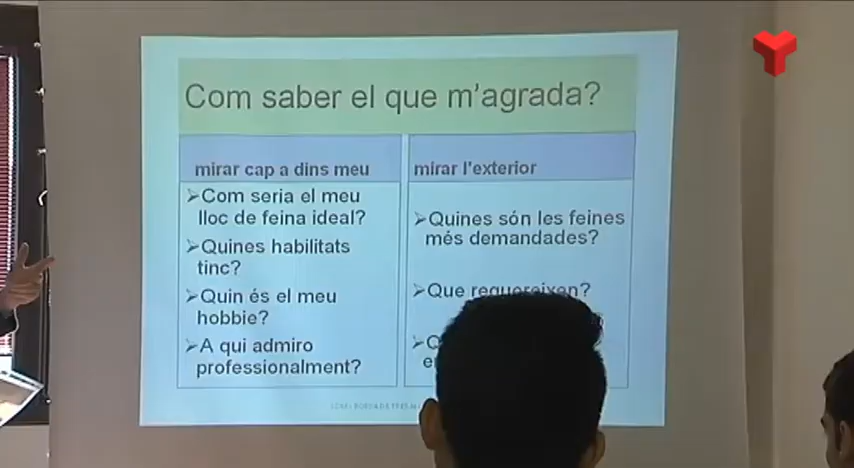 Com saber el que m'agrada?
mirar cap a dins meu
➢Com seria el meu
lloc de feina ideal?
➢Quines habilitats
tinc?
➢Quin és el meu
hobbie?
➢A qui admiro
professionalment?
mirar l'exterior
➢Quines són les feines
més demandades?
➢Que requereixen?